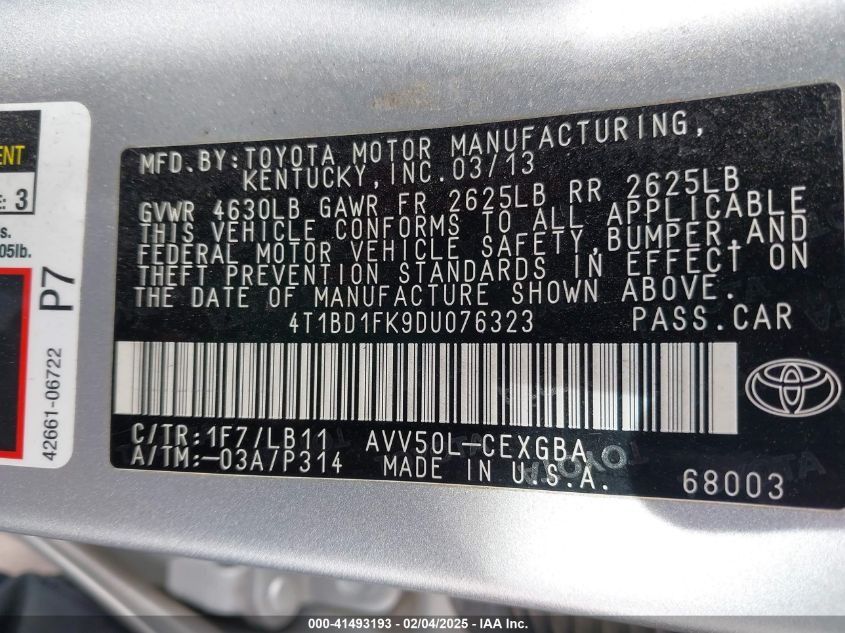 ENT
E: 3
s.
05lb.
P7
42661-06722
MFD.BY:TOYOTA MOTOR MANUFACTURING,
KENTUCKY,INC.03/13
GVWR 4630LB GAWR FR 2625LB RR 2625LB
THIS VEHICLE CONFORMS TO ALL APPLICABLE
FEDERAL MOTOR VEHICLE SAFETY,BUMPER,AND
THEFT PREVENTION STANDARDS IN EFFECT ON
THE DATE OF MANUFACTURE SHOWN ABOVE.
4T1BD1FK9DU076323 PASS.CAR
C/TR:1F7/LB11 AVV50L-CEXGBA
A/TM:-03A/P314 MADE IN U.S.A. 68003
000-41493193 - 02/04/2025 - IAA Inc.